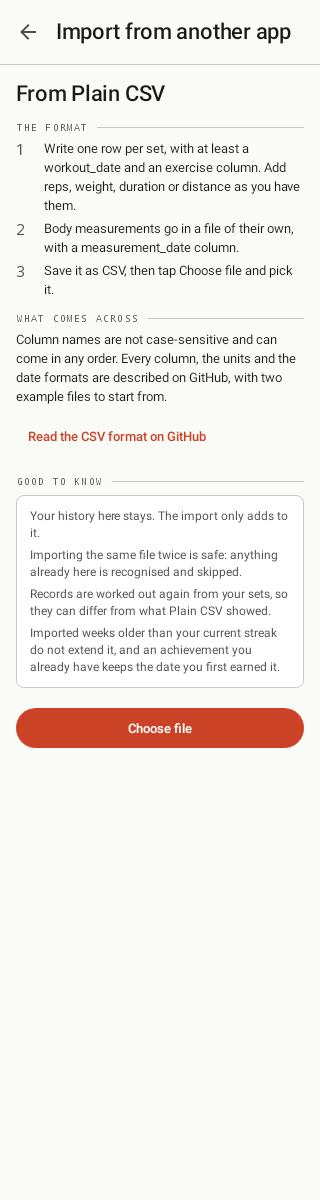 Import from another app
From Plain CSV
THE FORMAT
1 Write one row per set, with at least a
workout_date and an exercise column. Add
reps, weight, duration or distance as you have
them.
2 Body measurements go in a file of their own,
with a measurement_date column.
3 Save it as CSV, then tap Choose file and pick
it.
WHAT COMES ACROSS
Column names are not case-sensitive and can
come in any order. Every column, the units and the
date formats are described on GitHub, with two
example files to start from.
Read the CSV format on GitHub
GOOD TO KNOW
Your history here stays. The import only adds to
it.
Importing the same file twice is safe: anything
already here is recognised and skipped.
Records are worked out again from your sets, so
they can differ from what Plain CSV showed.
Imported weeks older than your current streak
do not extend it, and an achievement you
already have keeps the date you first earned it.
Choose file